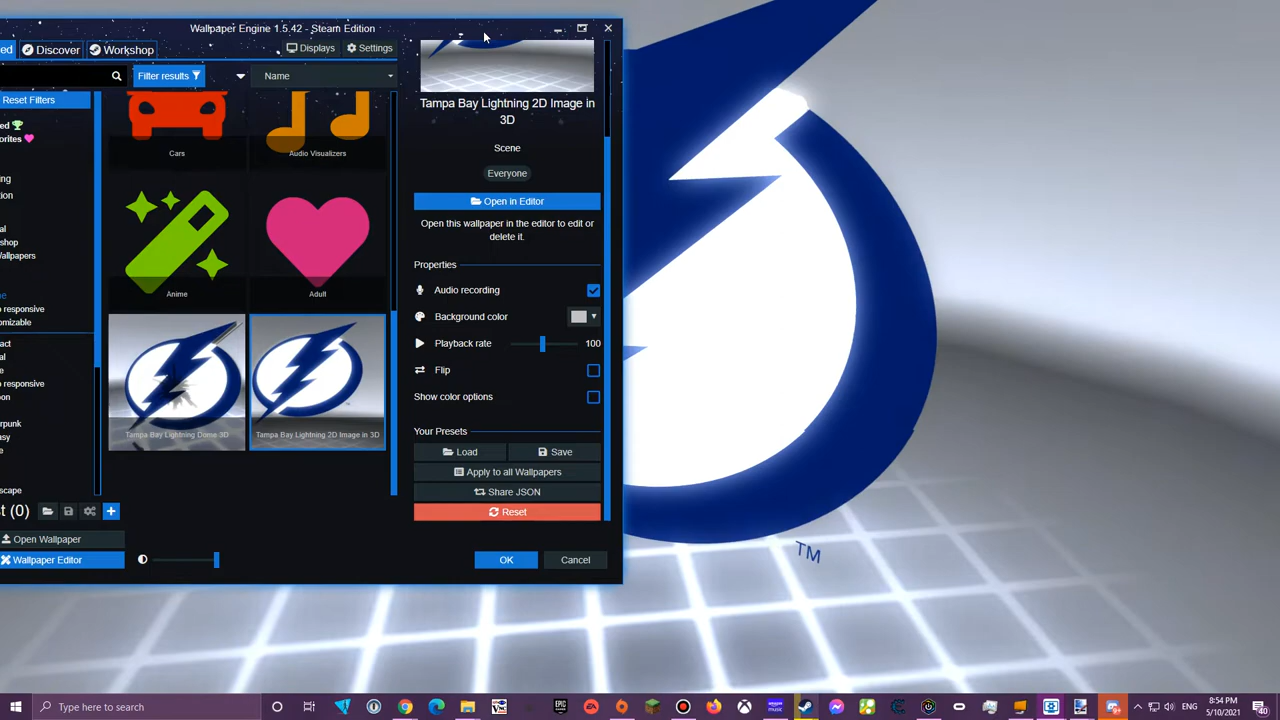 Wallpaper Engine 1.5.42 - Steam Edition
ed
Discover
Workshop
Displays
Settings
Filter results
Name
Reset Filters
Cars
Audio Visualizers
Anime
Adult
Tampa Bay Lightning Dome 3D
Tampa Bay Lightning 2D Image in 3D
Tampa Bay Lightning 2D Image in
3D
Scene
Everyone
Open in Editor
Open this wallpaper in the editor to edit or
delete it.
Properties
Audio recording
Background color
Playback rate
100
Flip
Show color options
Your Presets
Load
Save
Apply to all Wallpapers
Share JSON
Reset
st (0)
Open Wallpaper
Wallpaper Editor
OK
Cancel
TM
Type here to search
8:54 PM
5/10/2021